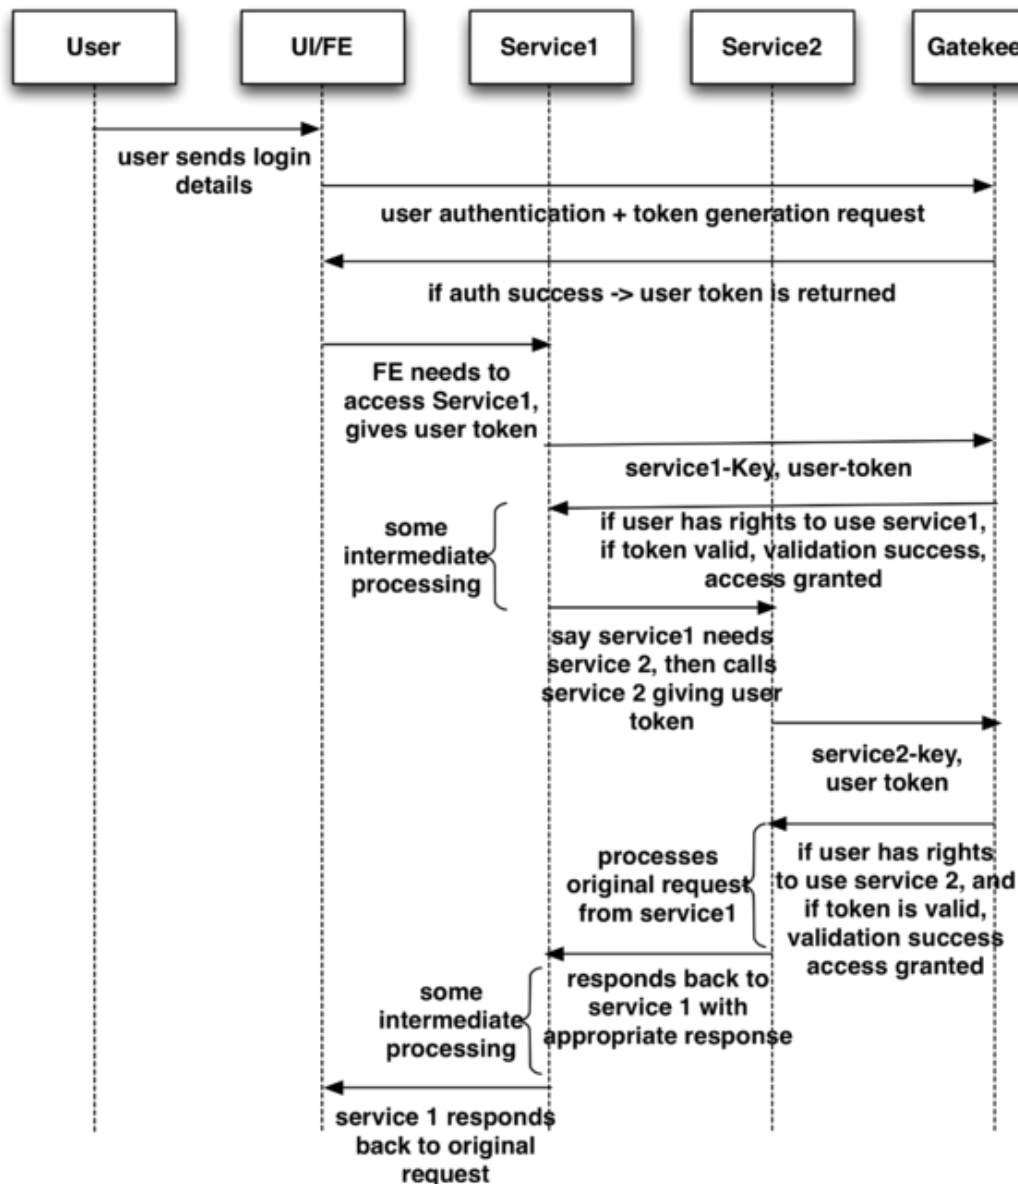 User
UI/FE
Service1
Service2
Gatekee
user sends login
details
user authentication + token generation request
if auth success -> user token is returned
FE needs to
access Service1,
gives user token
service1-Key, user-token
some
intermediate
processing
if user has rights to use service1,
if token valid, validation success,
access granted
say service1 needs
service 2, then calls
service 2 giving user
token
service2-key,
user token
processes
original request
from service1
if user has rights
to use service 2, and
if token is valid,
validation success
access granted
responds back to
service 1 with
appropriate response
some
intermediate
processing
service 1 responds
back to original
request